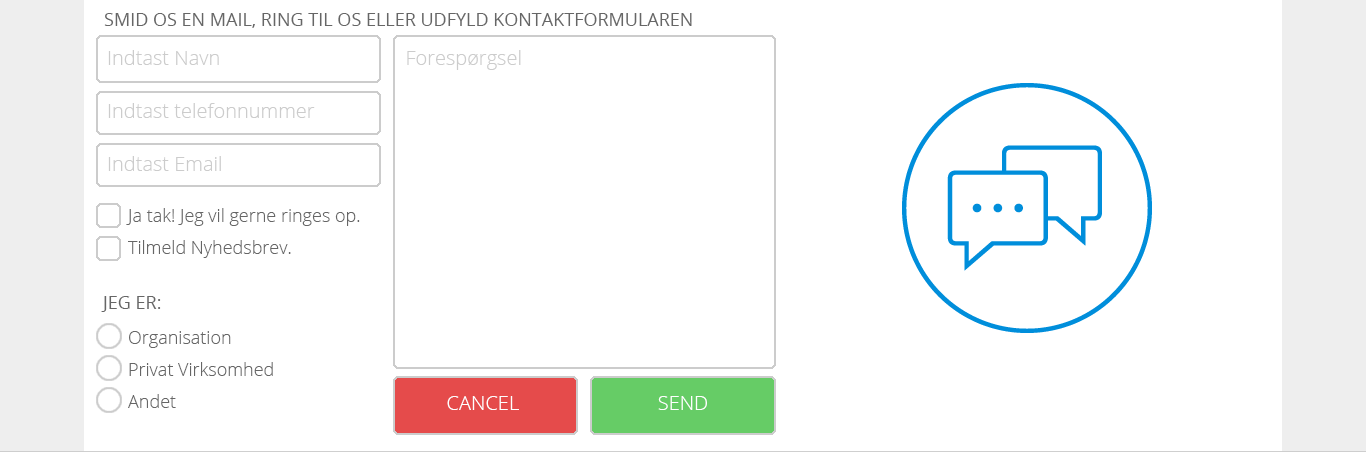 SMID OS EN MAIL, RING TIL OS ELLER UDFYLD KONTAKTFORMULAREN
Indtast Navn
Indtast telefonnummer
Indtast Email
Ja tak! Jeg vil gerne ringes op.
Tilmeld Nyhedsbrev.
JEG ER:
Organisation
Privat Virksomhed
Andet
Forespørgsel
CANCEL
SEND